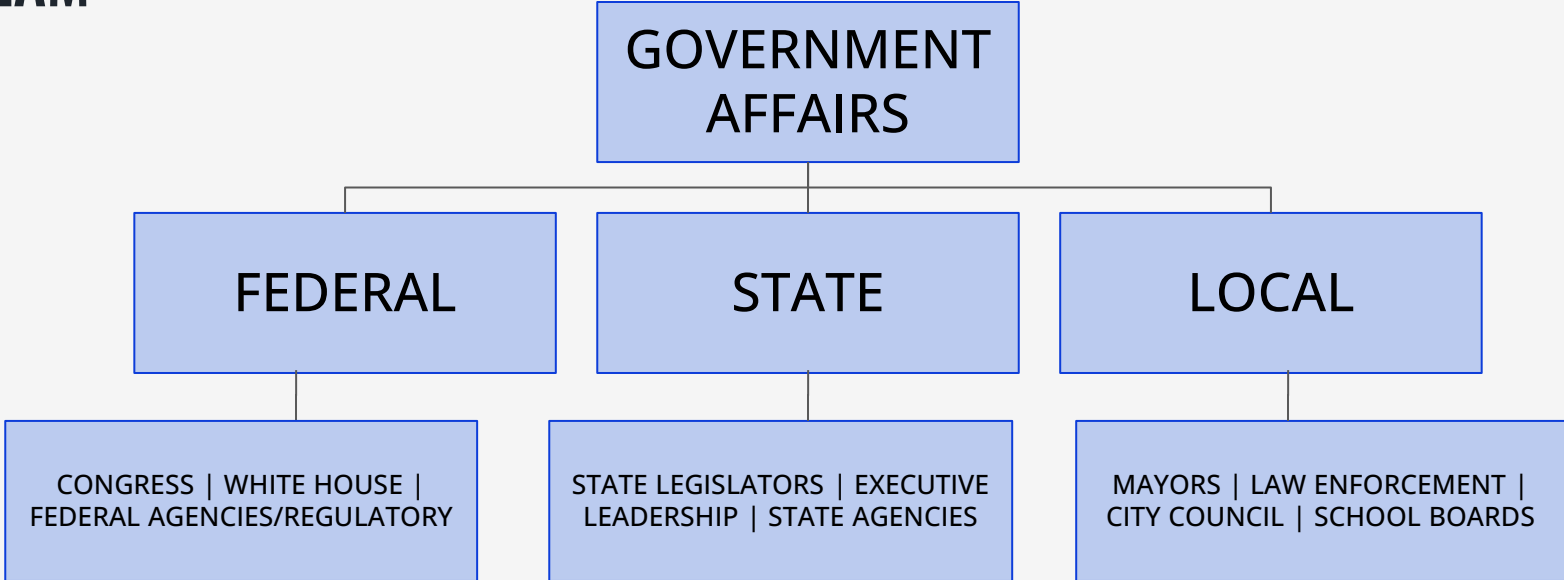 GOVERNMENT
AFFAIRS
FEDERAL
STATE
LOCAL
CONGRESS | WHITE HOUSE |
FEDERAL AGENCIES/REGULATORY
STATE LEGISLATORS | EXECUTIVE
LEADERSHIP | STATE AGENCIES
MAYORS | LAW ENFORCEMENT |
CITY COUNCIL | SCHOOL BOARDS